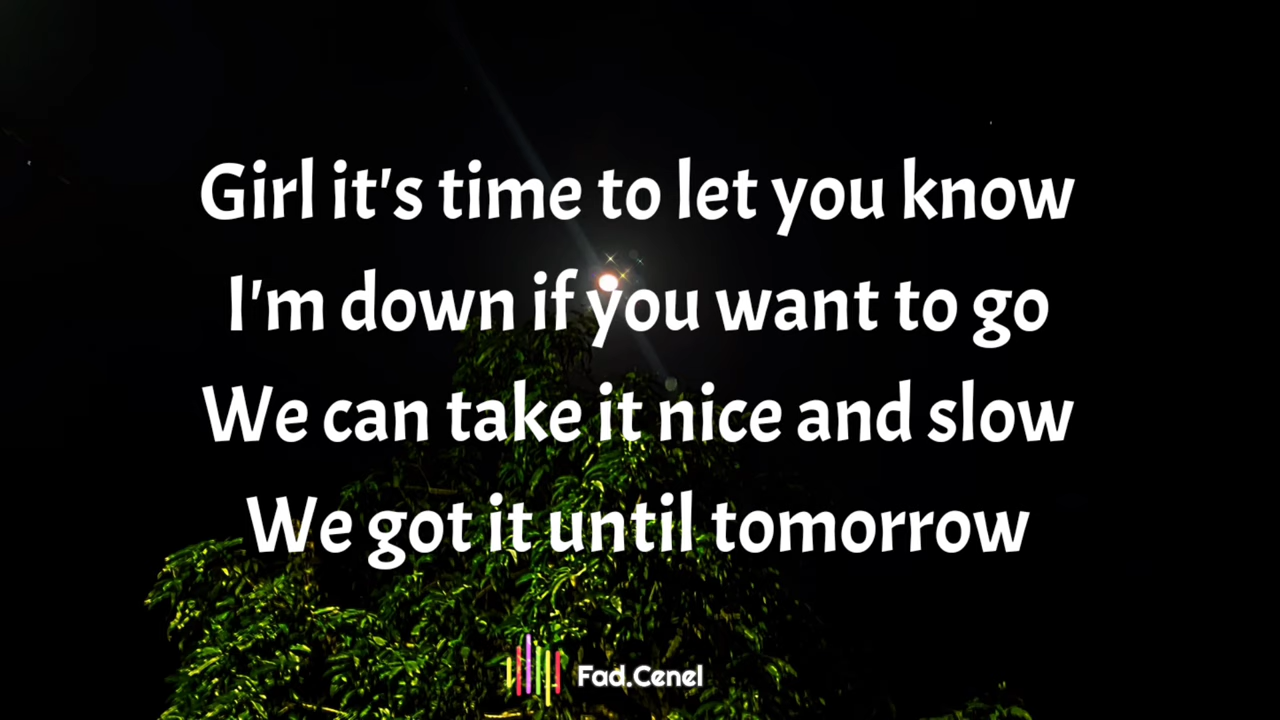 Girl it's time to let you know
I'm down if you want to go
We can take it nice and slow
We got it until tomorrow
Fad.Cenel